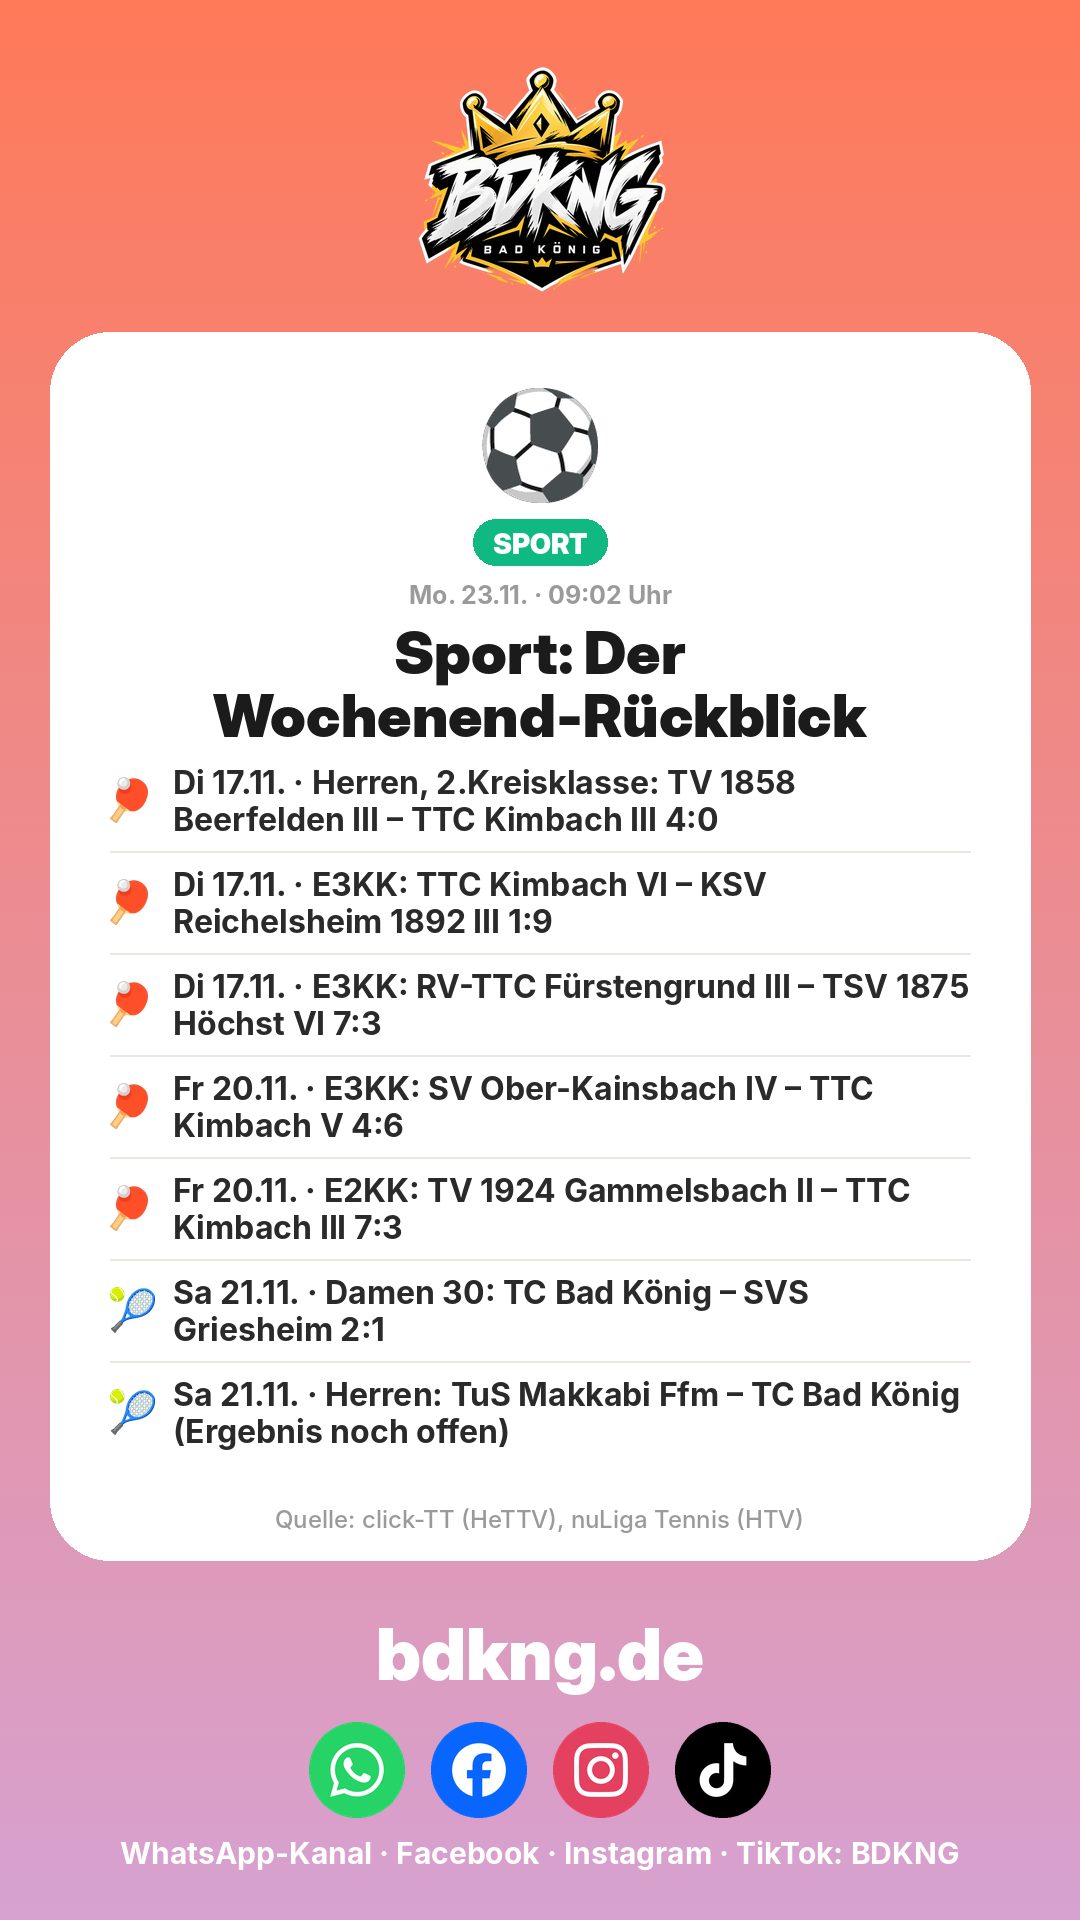 BDKNG
BAD KÖNIG
SPORT
Mo. 23.11. · 09:02 Uhr
Sport: Der
Wochenend-Rückblick
Di 17.11. · Herren, 2.Kreisklasse: TV 1858
Beerfelden III – TTC Kimbach III 4:0
Di 17.11. · E3KK: TTC Kimbach VI – KSV
Reichelsheim 1892 III 1:9
Di 17.11. · E3KK: RV-TTC Fürstengrund III – TSV 1875
Höchst VI 7:3
Fr 20.11. · E3KK: SV Ober-Kainsbach IV – TTC
Kimbach V 4:6
Fr 20.11. · E2KK: TV 1924 Gammelsbach II – TTC
Kimbach III 7:3
Sa 21.11. · Damen 30: TC Bad König – SVS
Griesheim 2:1
Sa 21.11. · Herren: TuS Makkabi Ffm – TC Bad König
(Ergebnis noch offen)
Quelle: click-TT (HeTTV), nuLiga Tennis (HTV)
bdkng.de
WhatsApp-Kanal · Facebook · Instagram · TikTok: BDKNG